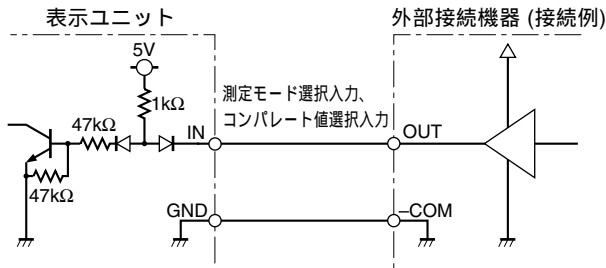 表示ユニット
外部接続機器 (接続例)
5V
1kΩ
測定モード選択入力、
コンパレート値選択入力
47kΩ
IN
OUT
47kΩ
GND
–COM